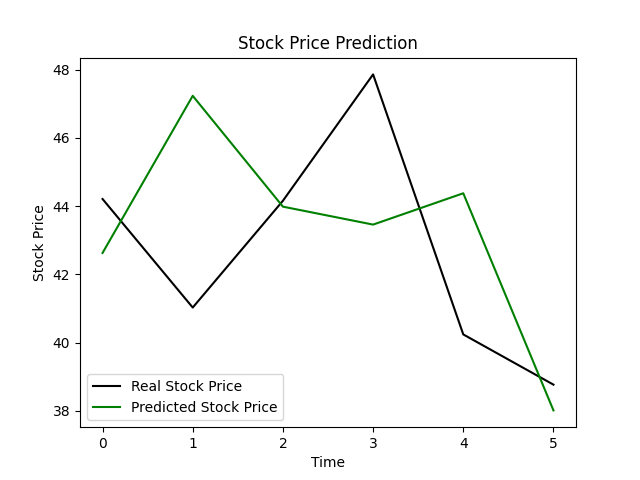 Stock Price Prediction
48
46
44
42
40
38
Stock Price
Real Stock Price
Predicted Stock Price
0 1 2 3 4 5
Time